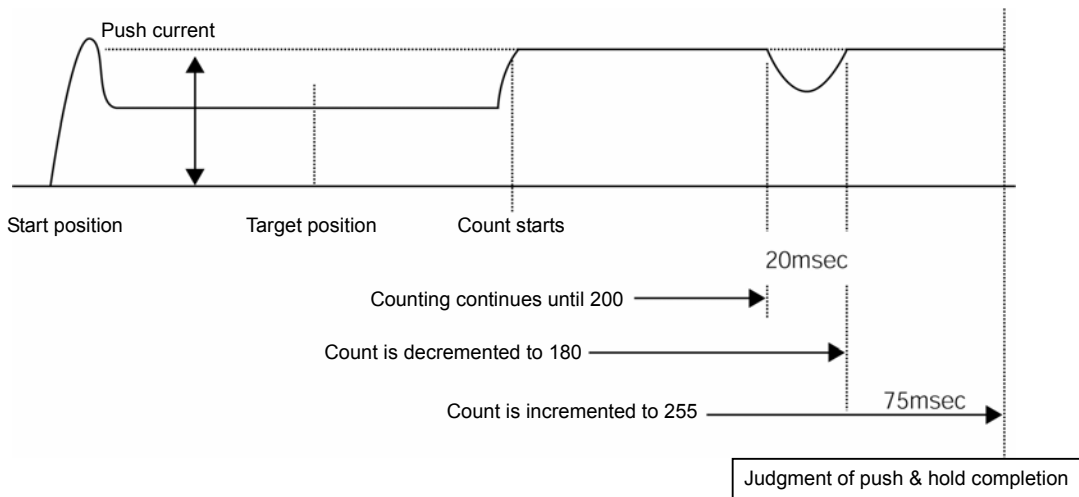 Push current
Start position
Target position
Count starts
20msec
Counting continues until 200
Count is decremented to 180
Count is incremented to 255
75msec
Judgment of push & hold completion